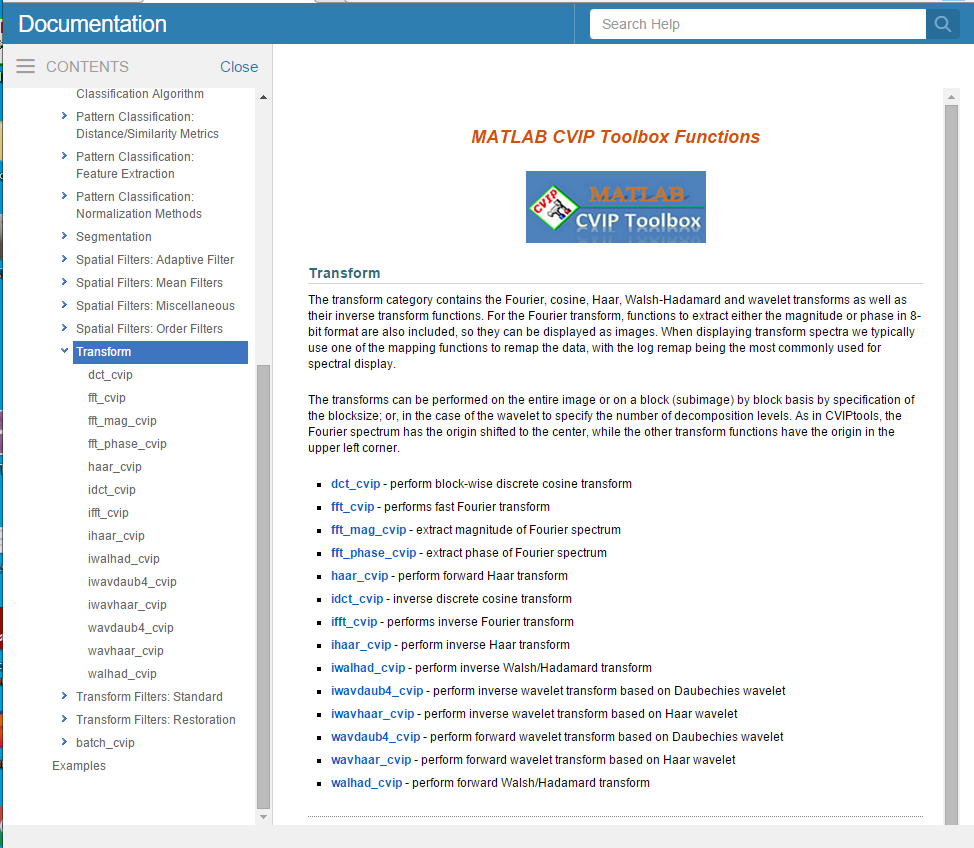 Documentation
Search Help
CONTENTS
Close
Classification Algorithm
Pattern Classification:
Distance/Similarity Metrics
Pattern Classification:
Feature Extraction
Pattern Classification:
Normalization Methods
Segmentation
Spatial Filters: Adaptive Filter
Spatial Filters: Mean Filters
Spatial Filters: Miscellaneous
Spatial Filters: Order Filters
Transform
dct_cvip
fft_cvip
fft_mag_cvip
fft_phase_cvip
haar_cvip
idct_cvip
ifft_cvip
ihaar_cvip
iwalhad_cvip
iwavdaub4_cvip
iwavhaar_cvip
wavdaub4_cvip
wavhaar_cvip
walhad_cvip
Transform Filters: Standard
Transform Filters: Restoration
batch_cvip
Examples
MATLAB CVIP Toolbox Functions
CVIP
MATLAB
CVIP Toolbox
Transform
The transform category contains the Fourier, cosine, Haar, Walsh-Hadamard and wavelet transforms as well as
their inverse transform functions. For the Fourier transform, functions to extract either the magnitude or phase in 8-
bit format are also included, so they can be displayed as images. When displaying transform spectra we typically
use one of the mapping functions to remap the data, with the log remap being the most commonly used for
spectral display.
The transforms can be performed on the entire image or on a block (subimage) by block basis by specification of
the blocksize; or, in the case of the wavelet to specify the number of decomposition levels. As in CVIPtools, the
Fourier spectrum has the origin shifted to the center, while the other transform functions have the origin in the
upper left corner.
dct_cvip - perform block-wise discrete cosine transform
fft_cvip - performs fast Fourier transform
fft_mag_cvip - extract magnitude of Fourier spectrum
fft_phase_cvip - extract phase of Fourier spectrum
haar_cvip - perform forward Haar transform
idct_cvip - inverse discrete cosine transform
ifft_cvip - performs inverse Fourier transform
ihaar_cvip - perform inverse Haar transform
iwalhad_cvip - perform inverse Walsh/Hadamard transform
iwavdaub4_cvip - perform inverse wavelet transform based on Daubechies wavelet
iwavhaar_cvip - perform inverse wavelet transform based on Haar wavelet
wavdaub4_cvip - perform forward wavelet transform based on Daubechies wavelet
wavhaar_cvip - perform forward wavelet transform based on Haar wavelet
walhad_cvip - perform forward Walsh/Hadamard transform